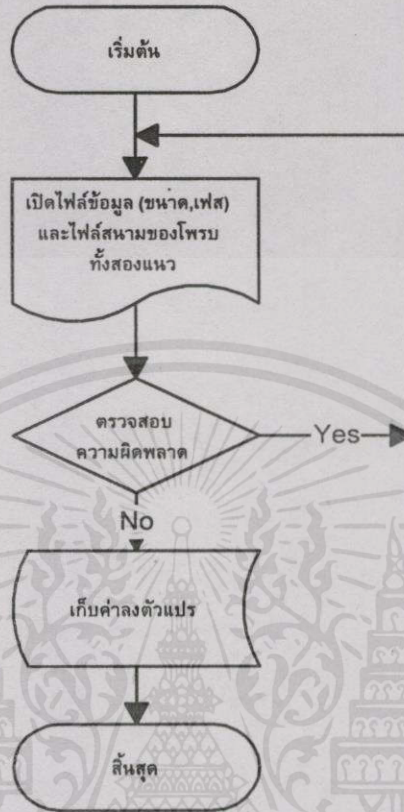 เริ่มต้น
เปิดไฟล์ข้อมูล (ขนาด,เฟส)
และไฟล์สนามของโพรบ
ทั้งสองแนว
ตรวจสอบ
ความผิดพลาด
Yes
No
เก็บค่าลงตัวแปร
สิ้นสุด